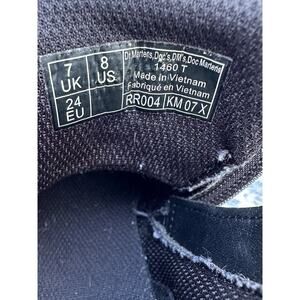 7 UK
8 US
24 EU
Dr.Martens,Doc's,DM's,Doc Martens
1460 T
Made in Vietnam
Fabriqué en Vietnam
RR004
KM 07 X